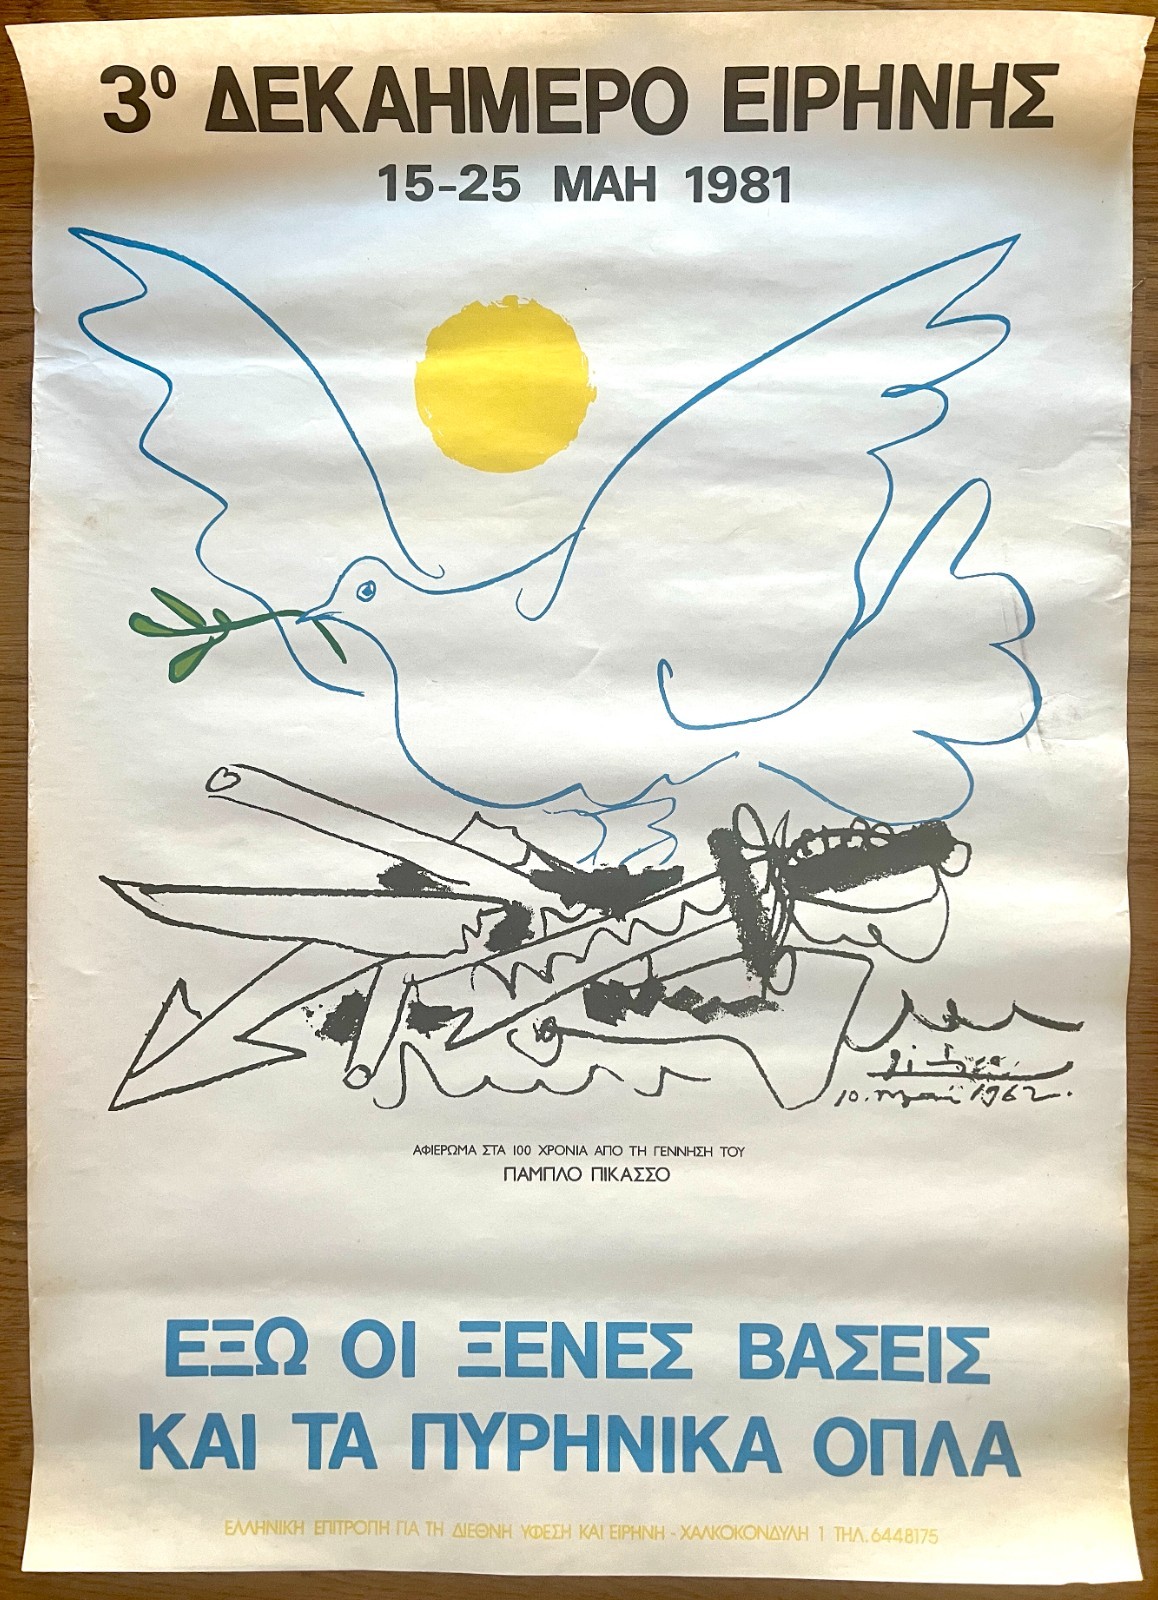 3º ΔΕΚΑΗΜΕΡΟ ΕΙΡΗΝΗΣ
15-25 ΜΑΗ 1981
10. 1962.
ΑΦΙΕΡΩΜΑ ΣΤΑ 100 ΧΡΟΝΙΑ ΑΠΟ ΤΗ ΓΕΝΝΗΣΗ ΤΟΥ
ΠΑΜΠΛΟ ΠΙΚΑΣΣΟ
ΕΞΩ ΟΙ ΞΕΝΕΣ ΒΑΣΕΙΣ
ΚΑΙ ΤΑ ΠΥΡΗΝΙΚΑ ΟΠΛΑ
ΕΛΛΗΝΙΚΗ ΕΠΙΤΡΟΠΗ ΓΙΑ ΤΗ ΔΙΕΘΝΗ ΥΦΕΣΗ ΚΑΙ ΕΙΡΗΝΗ - ΧΑΛΚΟΚΟΝΔΥΛΗ 1 ΤΗΛ. 6448175